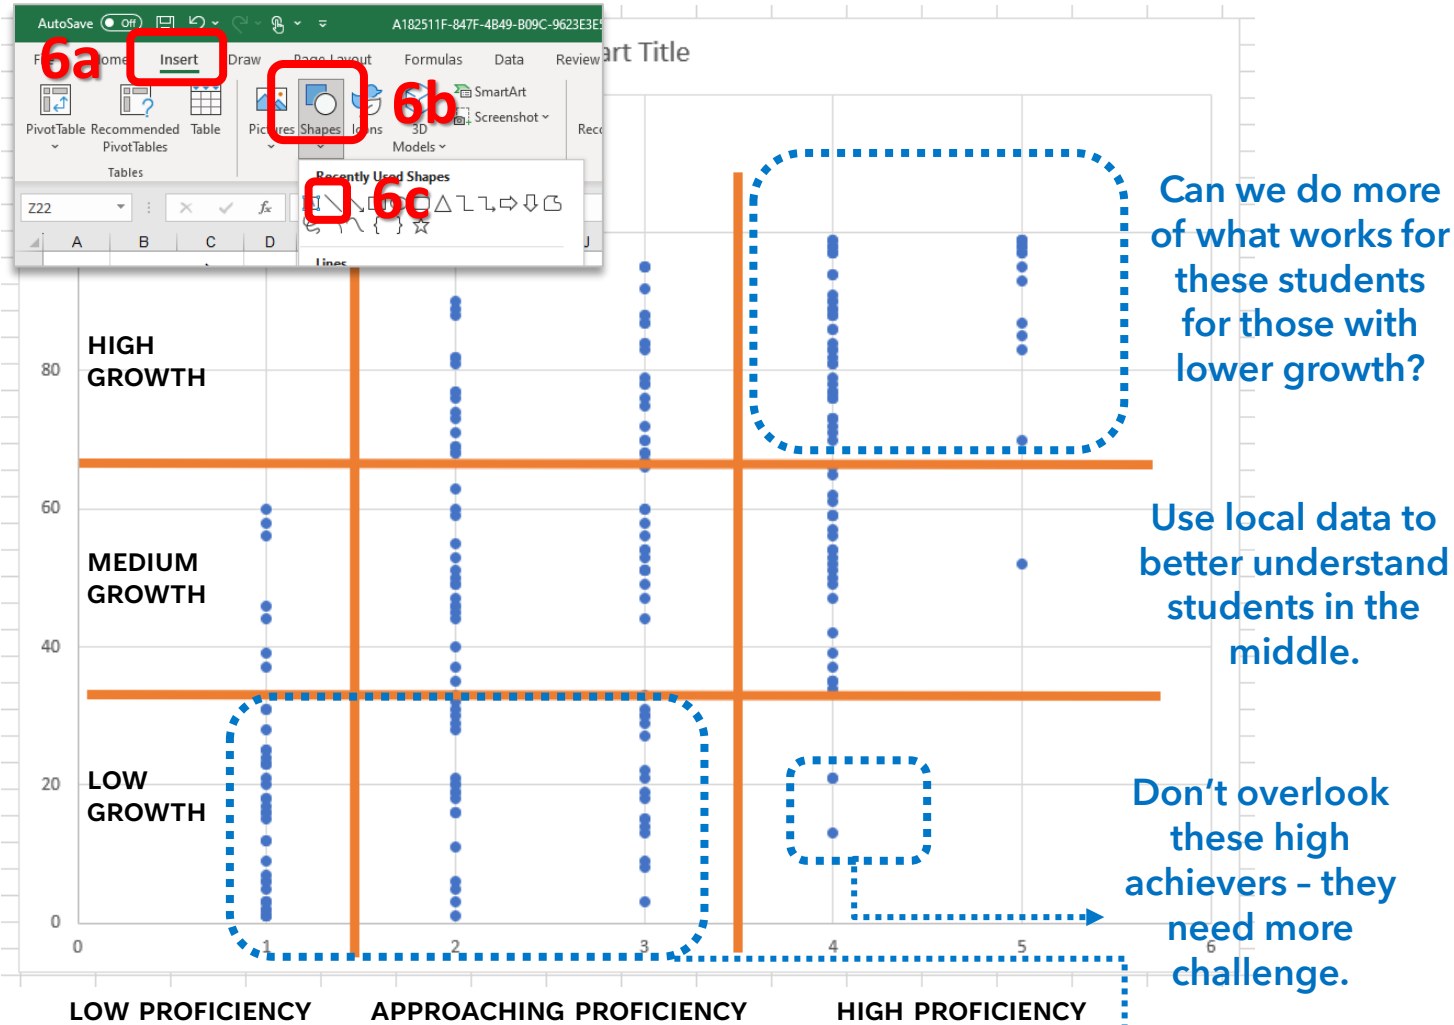 AutoSave Off A182511F-847F-4B49-B09C-9623E3E5
6a
Insert Draw Page Layout Formulas Data Review
6b
PivotTable Recommended PivotTables Table Pictures Shapes Icons 3D Models
SmartArt
Screenshot
Tables
Recently Used Shapes
6c
Z22
fx
A B C D J
Lines
art Title
80
60
40
20
0
0 1 2 3 4 5 6
HIGH
GROWTH
MEDIUM
GROWTH
LOW
GROWTH
Can we do more
of what works for
these students
for those with
lower growth?
Use local data to
better understand
students in the
middle.
Don't overlook
these high
achievers – they
need more
challenge.
LOW PROFICIENCY APPROACHING PROFICIENCY HIGH PROFICIENCY